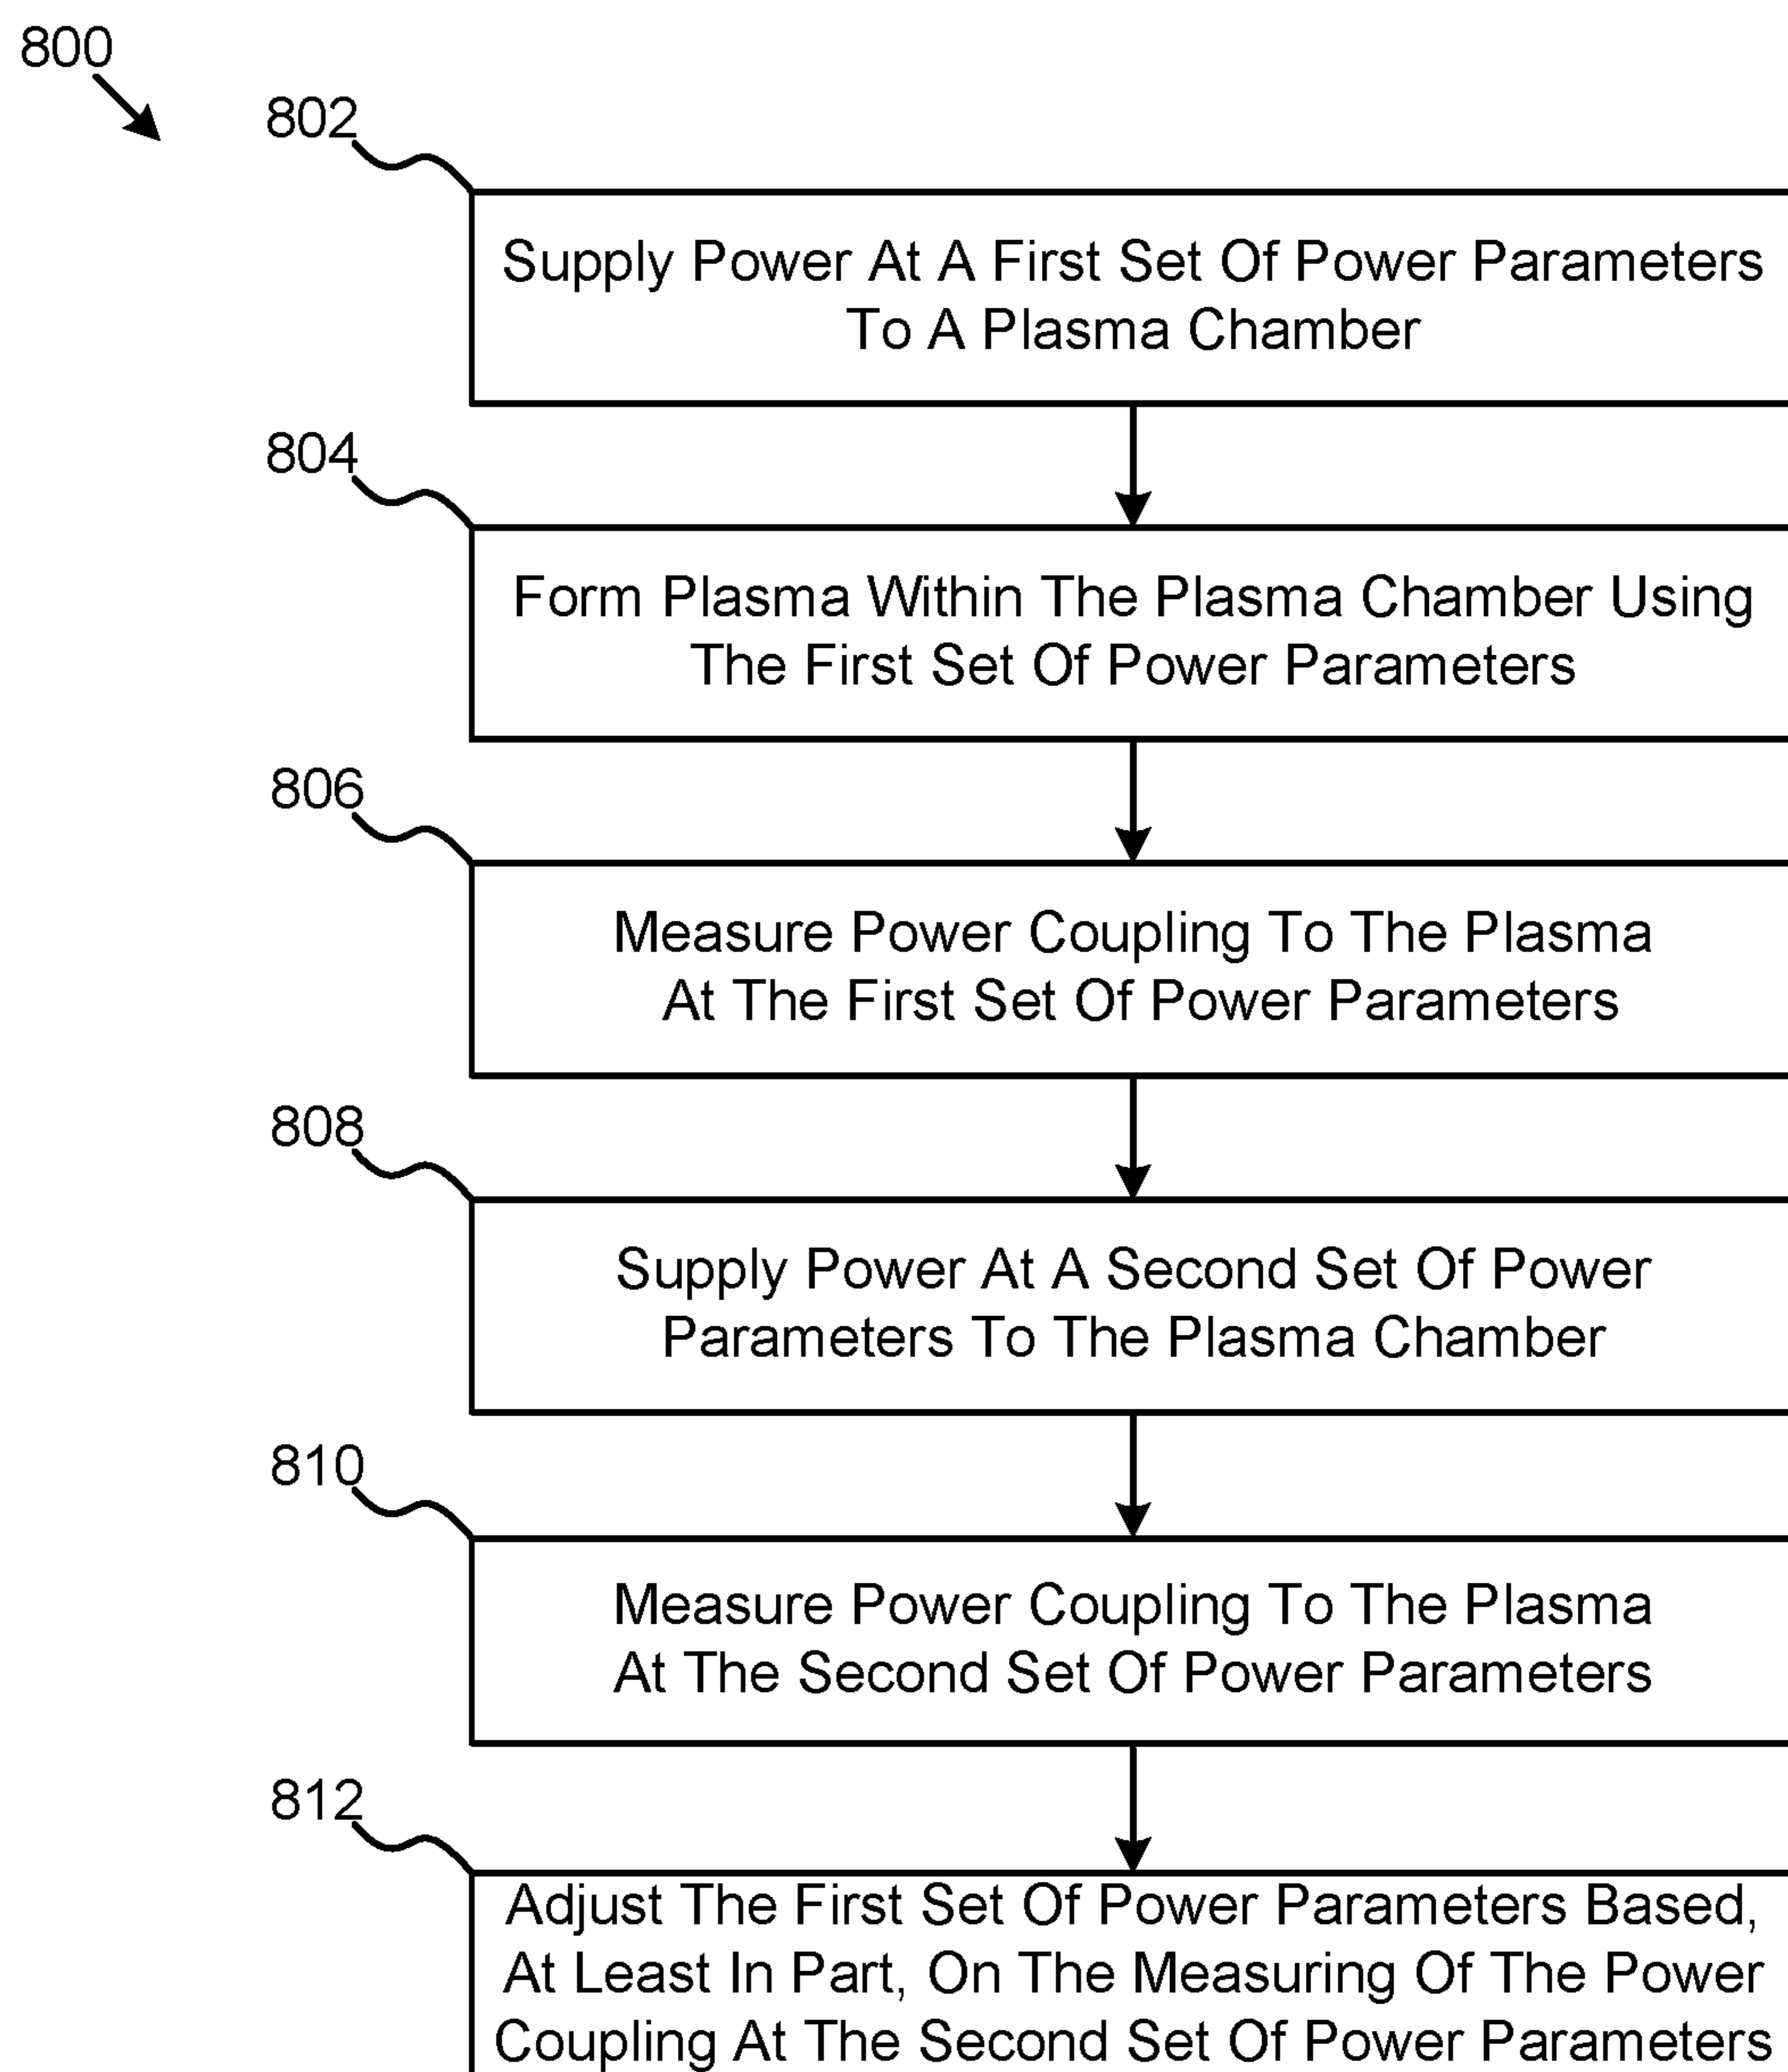 800
802
Supply Power At A First Set Of Power Parameters
To A Plasma Chamber
804
Form Plasma Within The Plasma Chamber Using
The First Set Of Power Parameters
806
Measure Power Coupling To The Plasma
At The First Set Of Power Parameters
808
Supply Power At A Second Set Of Power
Parameters To The Plasma Chamber
810
Measure Power Coupling To The Plasma
At The Second Set Of Power Parameters
812
Adjust The First Set Of Power Parameters Based,
At Least In Part, On The Measuring Of The Power
Coupling At The Second Set Of Power Parameters